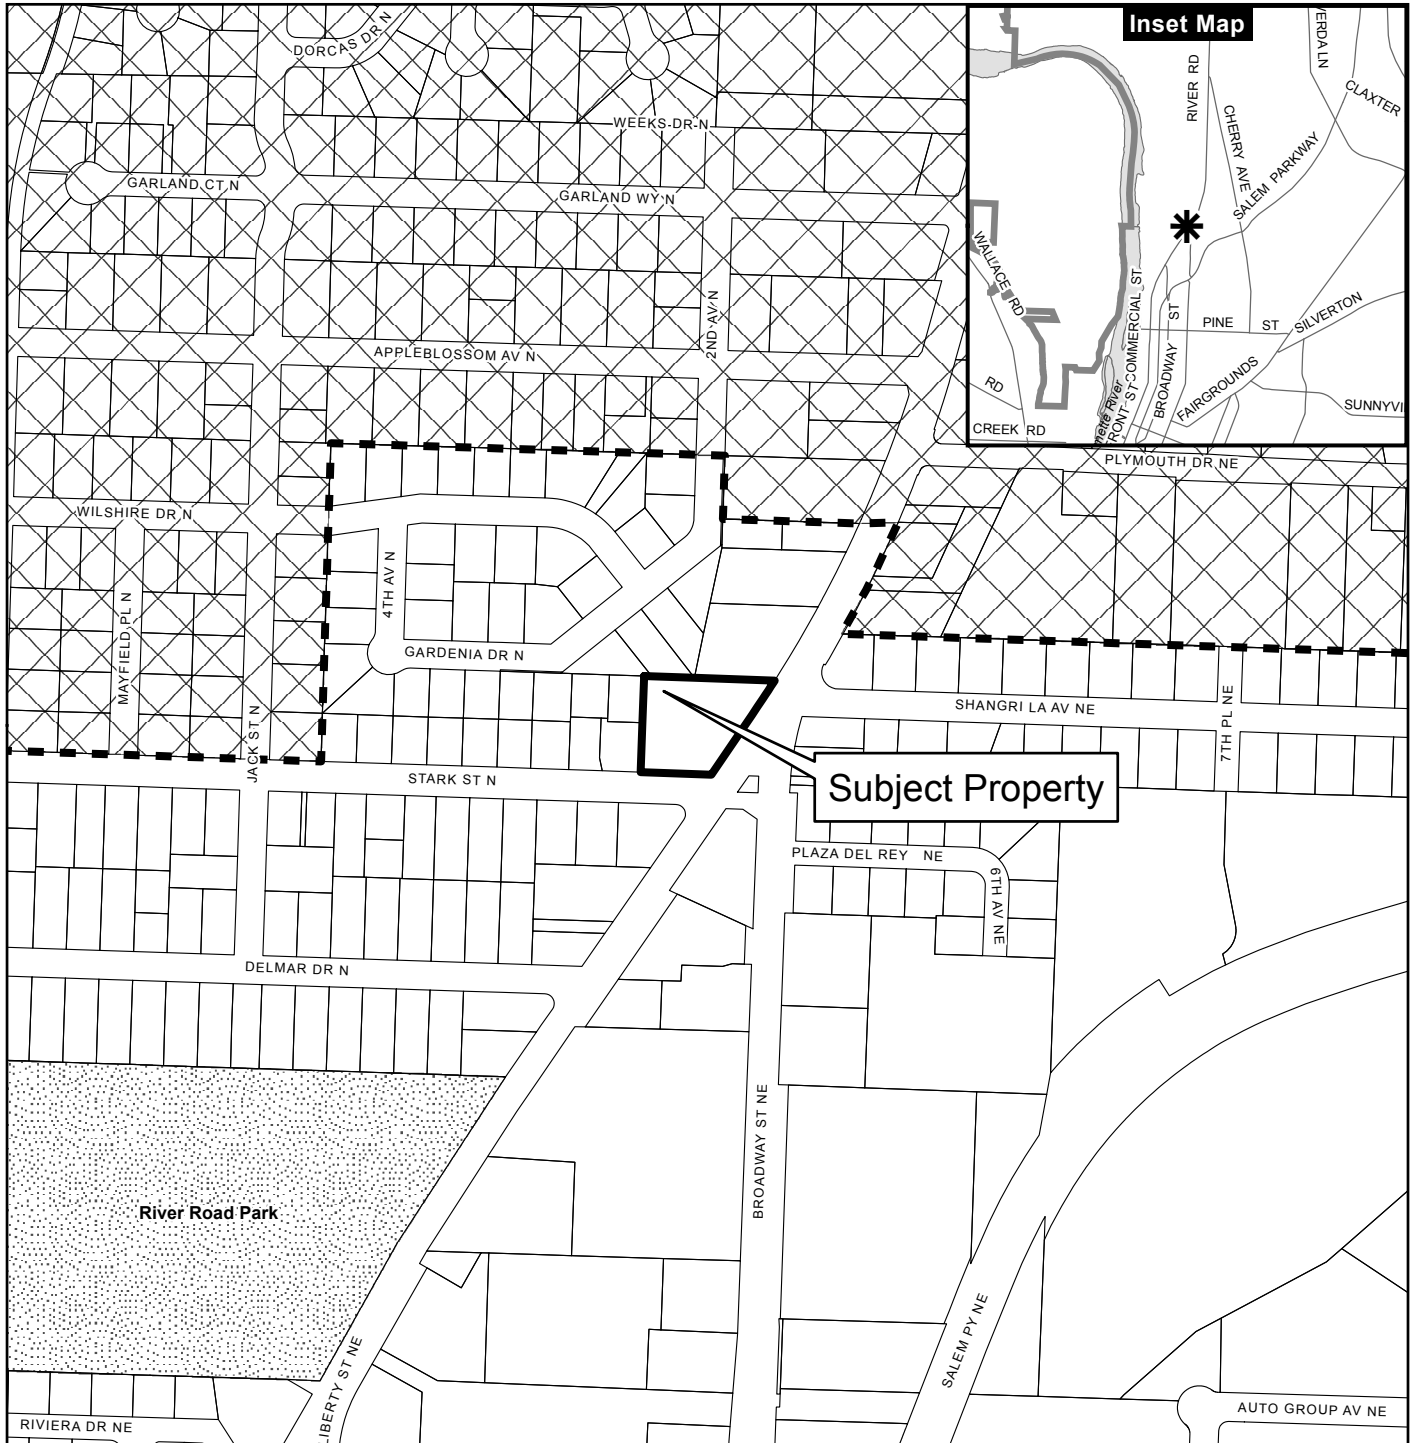 Inset Map
VERDA LN
RIVER RD
CLAXTER
CHERRY AVE
SALEM PARKWAY
WALLACE RD
COMMERCIAL ST
FRONT ST
BROADWAY ST
PINE ST
SILVERTON
FAIRGROUNDS
RD
SUNNYVI
CREEK RD
DORCAS DR N
WEEKS DR N
GARLAND CT N
GARLAND WY N
2ND AV N
APPLEBLOSSOM AV N
PLYMOUTH DR NE
WILSHIRE DR N
4TH AV N
MAYFIELD PL N
GARDENIA DR N
JACK ST N
SHANGRI LA AV NE
7TH PL NE
STARK ST N
Subject Property
PLAZA DEL REY NE
6TH AV NE
DELMAR DR N
BROADWAY ST NE
River Road Park
SALEM PY NE
LIBERTY ST NE
RIVIERA DR NE
AUTO GROUP AV NE